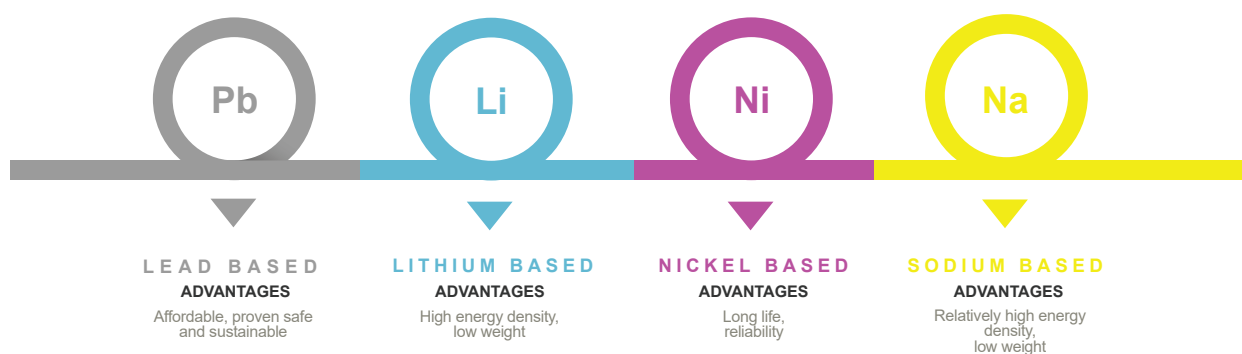 Pb
Li
Ni
Na
LEAD BASED
ADVANTAGES
Affordable, proven safe
and sustainable
LITHIUM BASED
ADVANTAGES
High energy density,
low weight
NICKEL BASED
ADVANTAGES
Long life,
reliability
SODIUM BASED
ADVANTAGES
Relatively high energy
density,
low weight